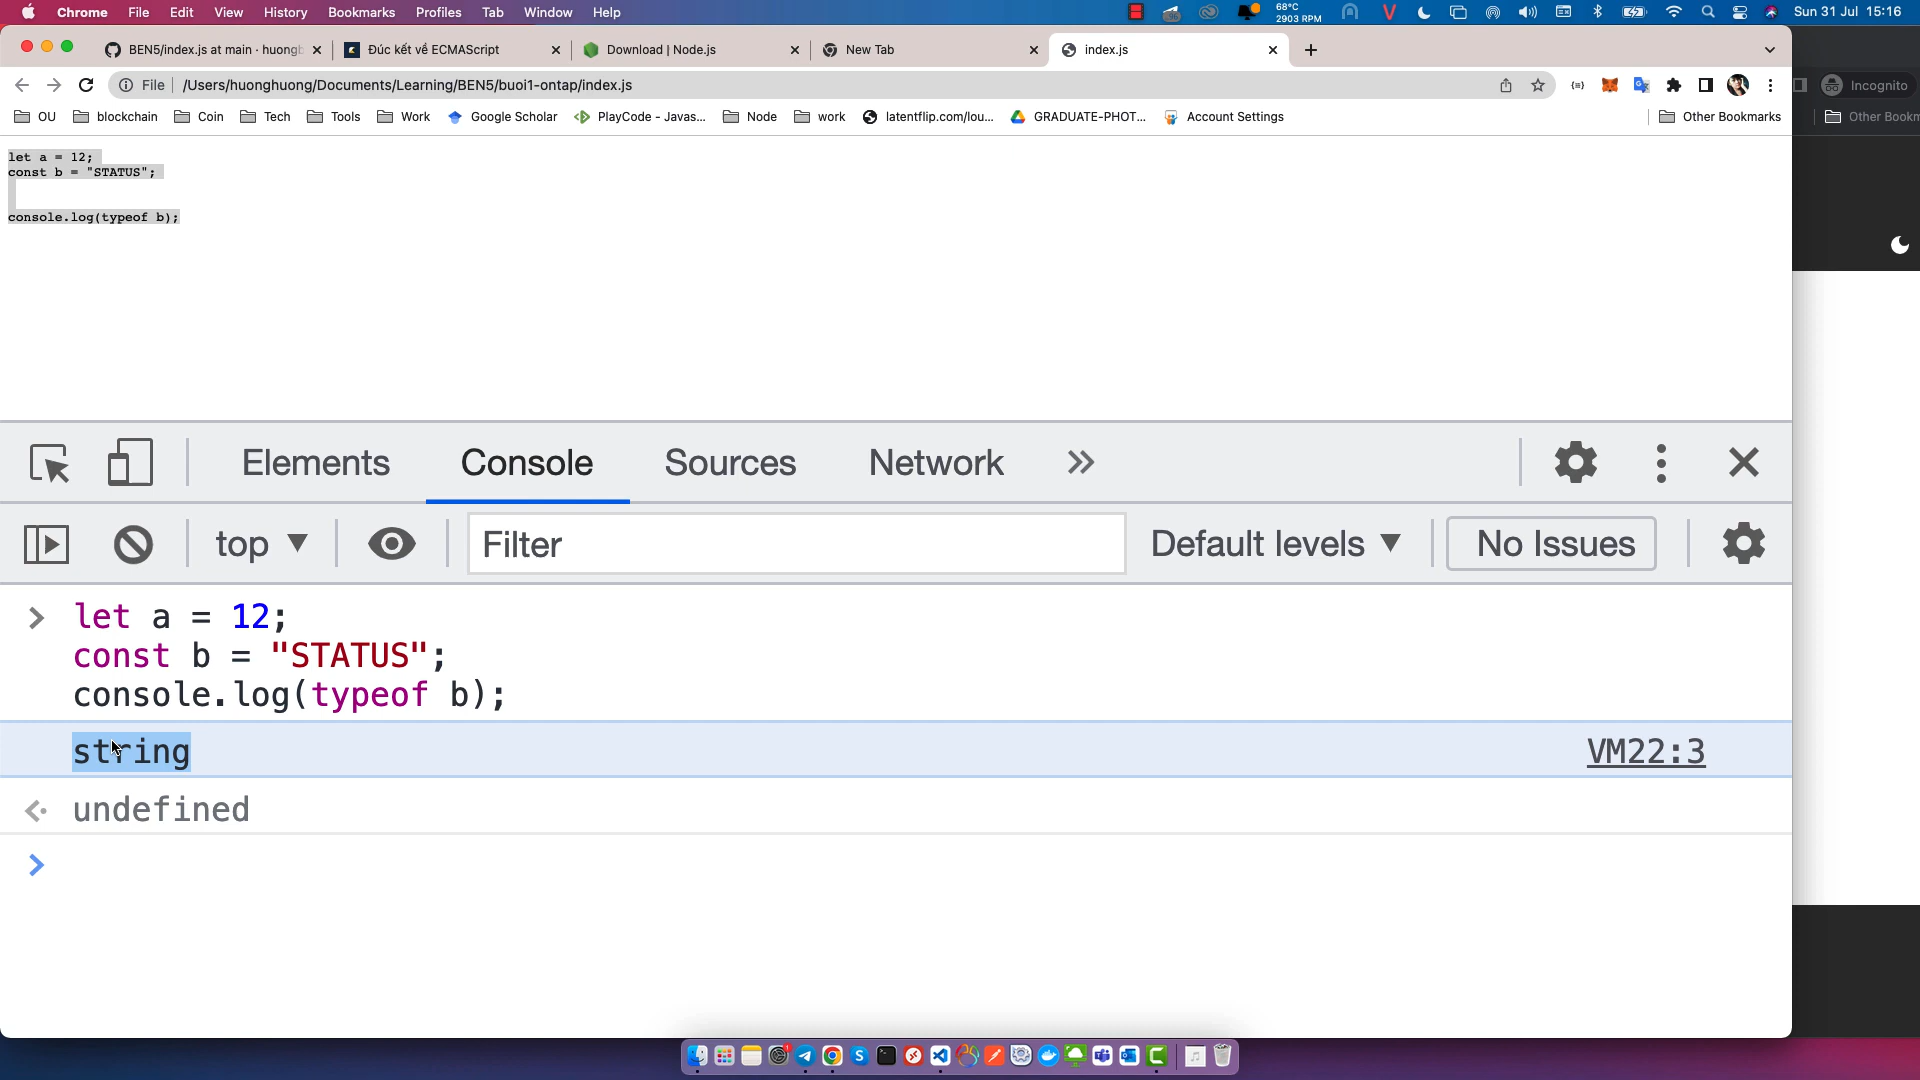 Chrome File Edit View History Bookmarks Profiles Tab Window Help 68°C 2903 RPM Sun 31 Jul 15:16
BEN5/index.js at main · huongh Đúc kết về ECMAScript Download | Node.js New Tab index.js
File /Users/huonghuong/Documents/Learning/BEN5/buoi1-ontap/index.js Incognito
OU blockchain Coin Tech Tools Work Google Scholar PlayCode - Javas... Node work latentflip.com/lou... GRADUATE-PHOT... Account Settings Other Bookmarks Other Bookm
let a = 12;
const b = "STATUS";
console.log(typeof b);
Elements Console Sources Network
top Filter Default levels No Issues
let a = 12;
const b = "STATUS";
console.log(typeof b);
string VM22:3
undefined